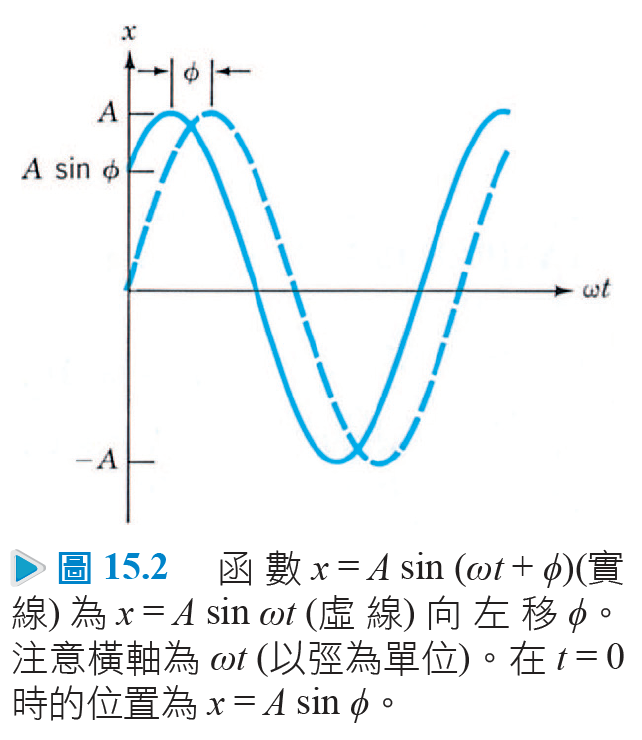 x
ϕ
A
A sin ϕ
ωt
−A
圖 15.2 函數 x = A sin (ωt + ϕ)(實
線) 為 x = A sin ωt (虛線) 向左移 ϕ。
注意橫軸為 ωt (以弳為單位)。在 t = 0
時的位置為 x = A sin ϕ。